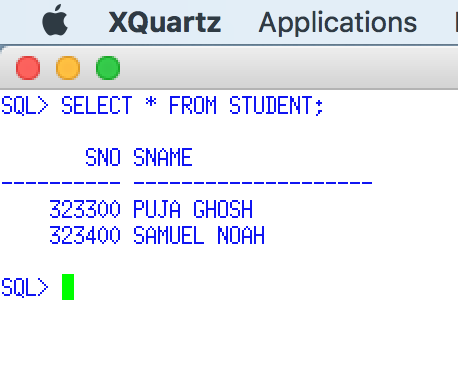 XQuartz Applications
SQL> SELECT * FROM STUDENT;
SNO SNAME
---------- --------------------
323300 PUJA GHOSH
323400 SAMUEL NOAH
SQL>